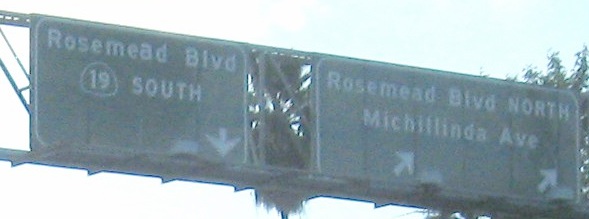 Rosemead Blvd
19 SOUTH
Rosemead Blvd NORTH
Michillinda Ave